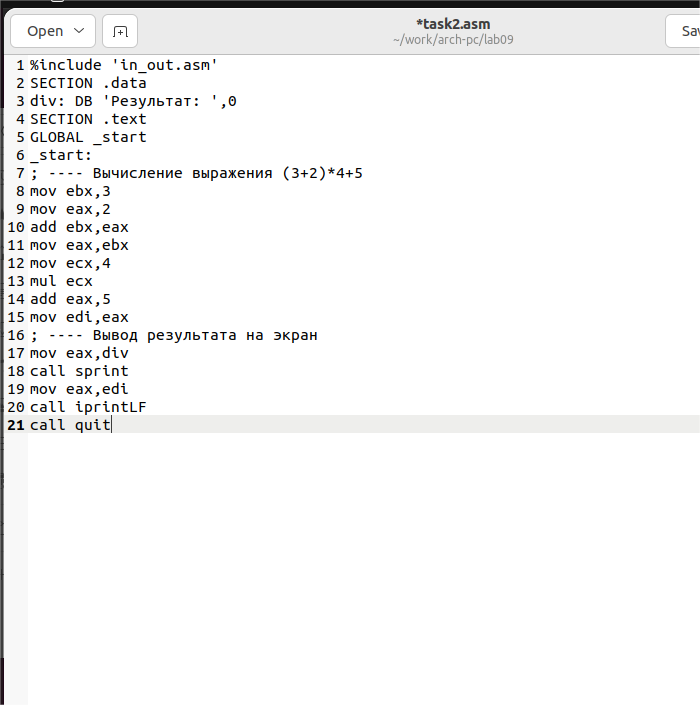 Open
*task2.asm
~/work/arch-pc/lab09
1 %include 'in_out.asm'
2 SECTION .data
3 div: DB 'Результат: ',0
4 SECTION .text
5 GLOBAL _start
6 _start:
7 ; ---- Вычисление выражения (3+2)*4+5
8 mov ebx,3
9 mov eax,2
10 add ebx,eax
11 mov eax,ebx
12 mov ecx,4
13 mul ecx
14 add eax,5
15 mov edi,eax
16 ; ---- Вывод результата на экран
17 mov eax,div
18 call sprint
19 mov eax,edi
20 call iprintLF
21 call quit